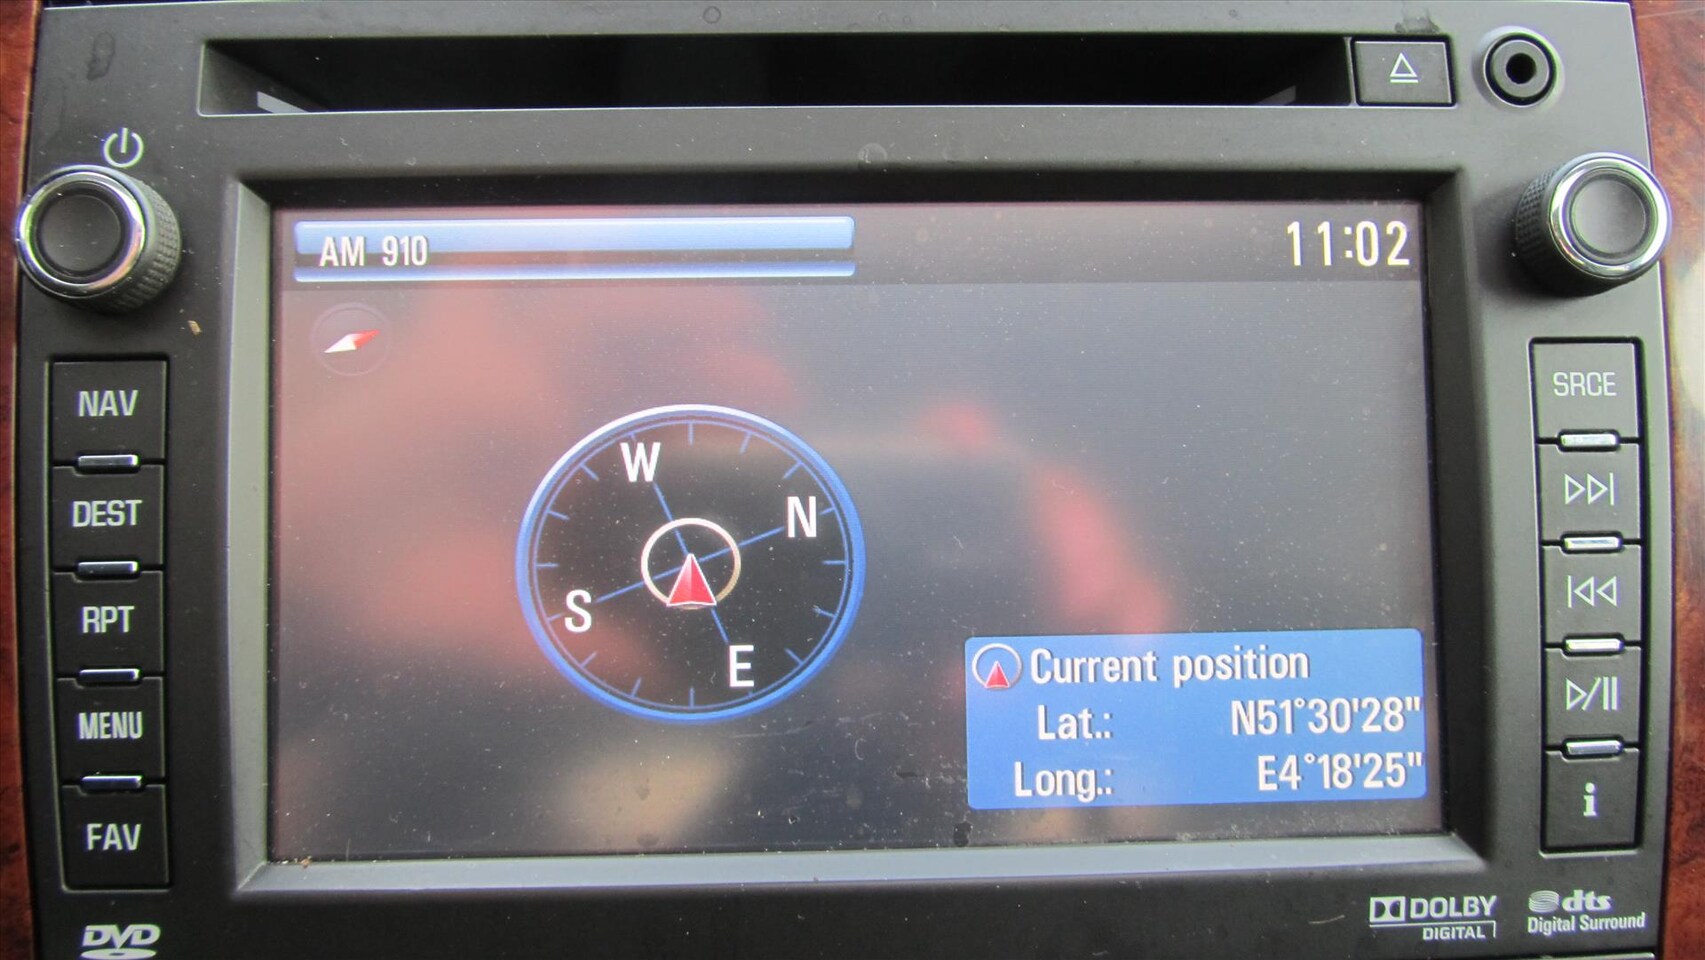 AM 910
11:02
NAV
DEST
RPT
MENU
FAV
W
N
S
E
Current position
Lat.: N51°30'28"
Long.: E4°18'25"
SRCE
i
DVD
DOLBY
DIGITAL
dts
Digital Surround